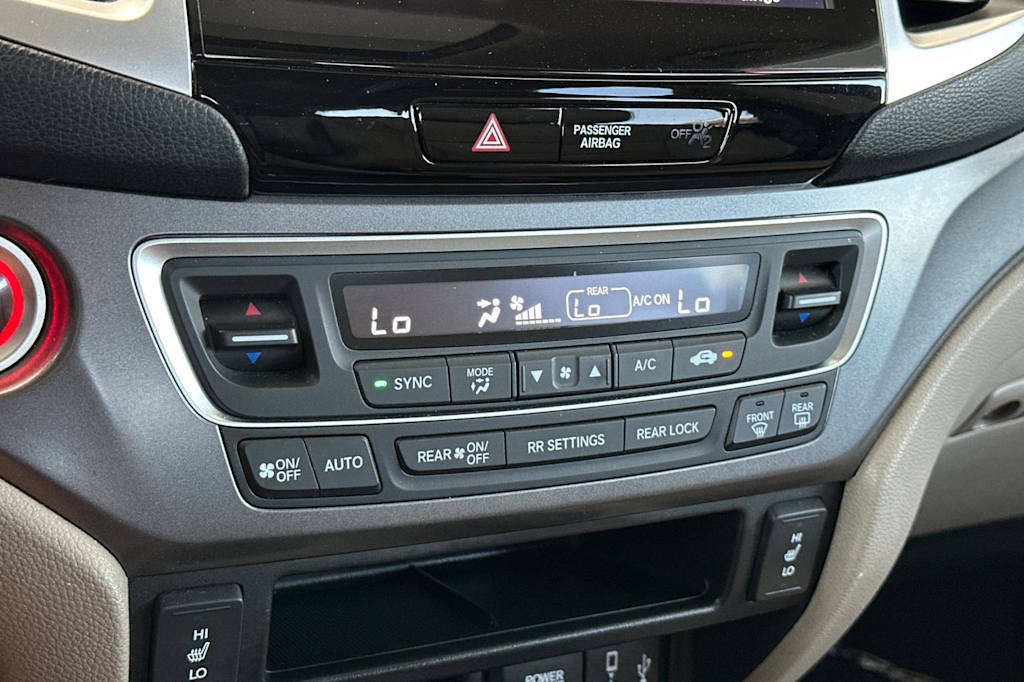 PASSENGER
AIRBAG
OFF
2
Lo
REAR
Lo
A/C ON
Lo
SYNC
MODE
A/C
ON/
OFF
AUTO
REAR ON/
OFF
RR SETTINGS
REAR LOCK
FRONT
REAR
HI
LO
HI
LO
POWER